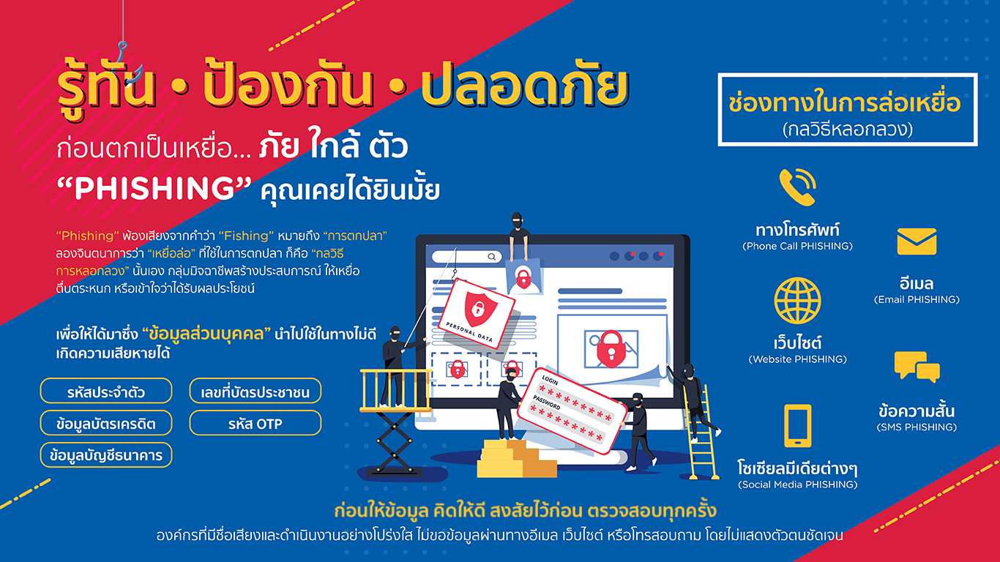 รู้ทัน • ป้องกัน • ปลอดภัย
ก่อนตกเป็นเหยื่อ... ภัย ใกล้ ตัว
“PHISHING” คุณเคยได้ยินมั้ย
“Phishing” พ้องเสียงจากคำว่า “Fishing” หมายถึง “การตกปลา”
ลองจินตนาการว่า “เหยื่อล่อ” ที่ใช้ในการตกปลา ก็คือ “กลวิธี
การหลอกลวง” นั้นเอง กลุ่มมิจฉาชีพสร้างประสบการณ์ ให้เหยื่อ
ตื่นตระหนก หรือเข้าใจว่าได้รับผลประโยชน์
เพื่อให้ได้มาซึ่ง “ข้อมูลส่วนบุคคล” นำไปใช้ในทางไม่ดี
เกิดความเสียหายได้
รหัสประจำตัว
เลขที่บัตรประชาชน
ข้อมูลบัตรเครดิต
รหัส OTP
ข้อมูลบัญชีธนาคาร
PERSONAL DATA
LOGIN
*********
PASSWORD
*********
ช่องทางในการล่อเหยื่อ
(กลวิธีหลอกลวง)
ทางโทรศัพท์
(Phone Call PHISHING)
อีเมล
(Email PHISHING)
เว็บไซต์
(Website PHISHING)
ข้อความสั้น
(SMS PHISHING)
โซเชียลมีเดียต่างๆ
(Social Media PHISHING)
ก่อนให้ข้อมูล คิดให้ดี สงสัยไว้ก่อน ตรวจสอบทุกครั้ง
องค์กรที่มีชื่อเสียงและดำเนินงานอย่างโปร่งใส ไม่ขอข้อมูลผ่านทางอีเมล เว็บไซต์ หรือโทรสอบถาม โดยไม่แสดงตัวตนชัดเจน